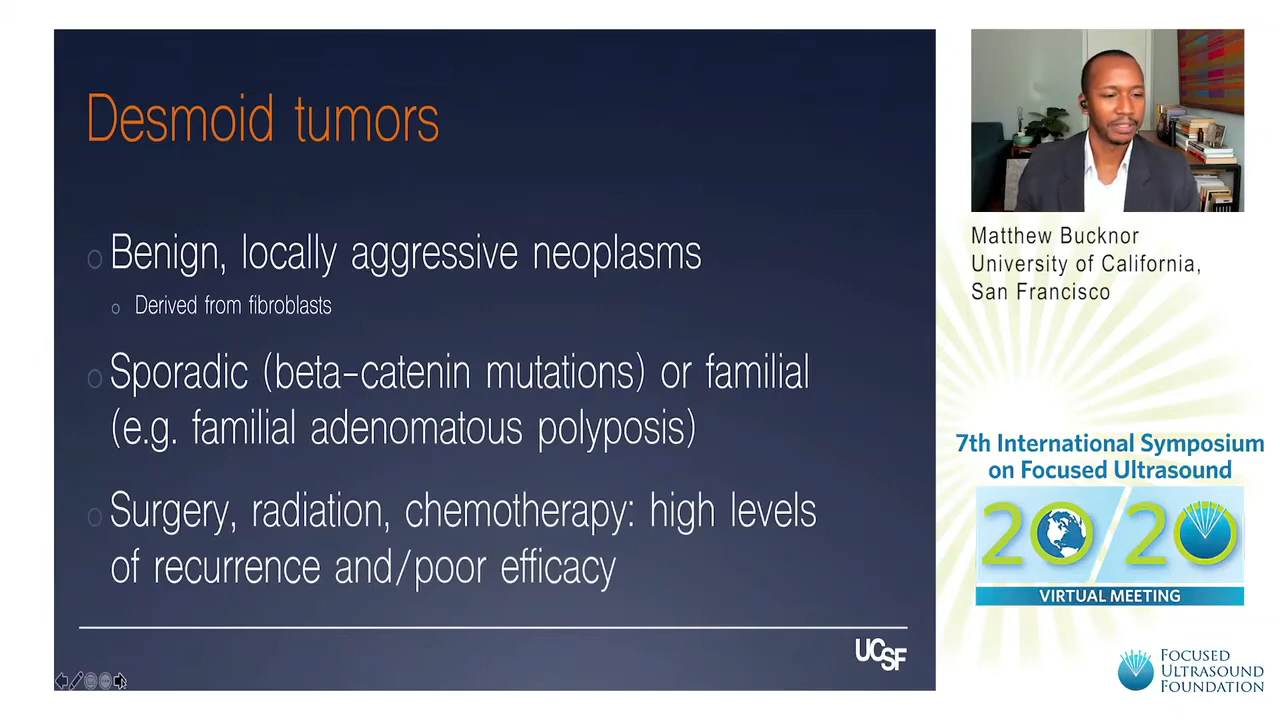 Desmoid tumors
o Benign, locally aggressive neoplasms
o Derived from fibroblasts
o Sporadic (beta-catenin mutations) or familial
(e.g. familial adenomatous polyposis)
o Surgery, radiation, chemotherapy: high levels
of recurrence and/poor efficacy
UCSF
Matthew Bucknor
University of California,
San Francisco
7th International Symposium
on Focused Ultrasound
20/20
VIRTUAL MEETING
FOCUSED
ULTRASOUND
FOUNDATION